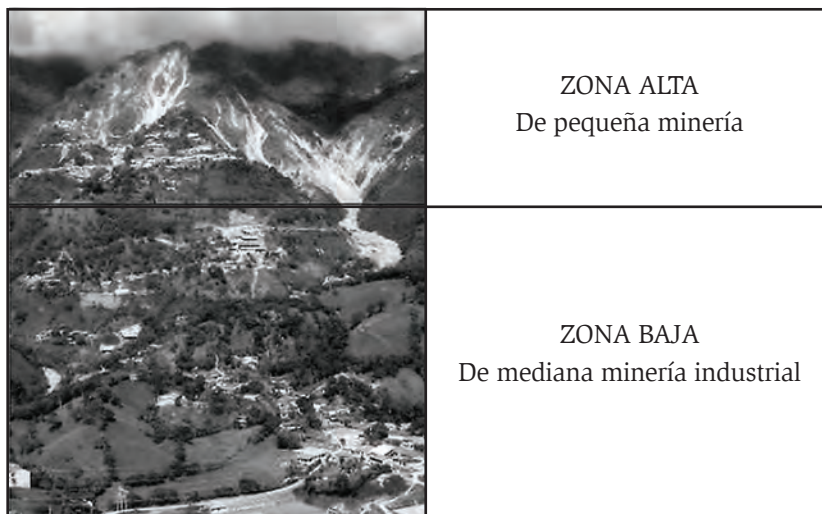 ZONA ALTA
De pequeña minería
ZONA BAJA
De mediana minería industrial